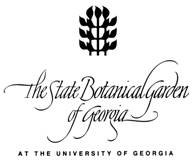 The State Botanical Garden
of Georgia
AT THE UNIVERSITY OF GEORGIA